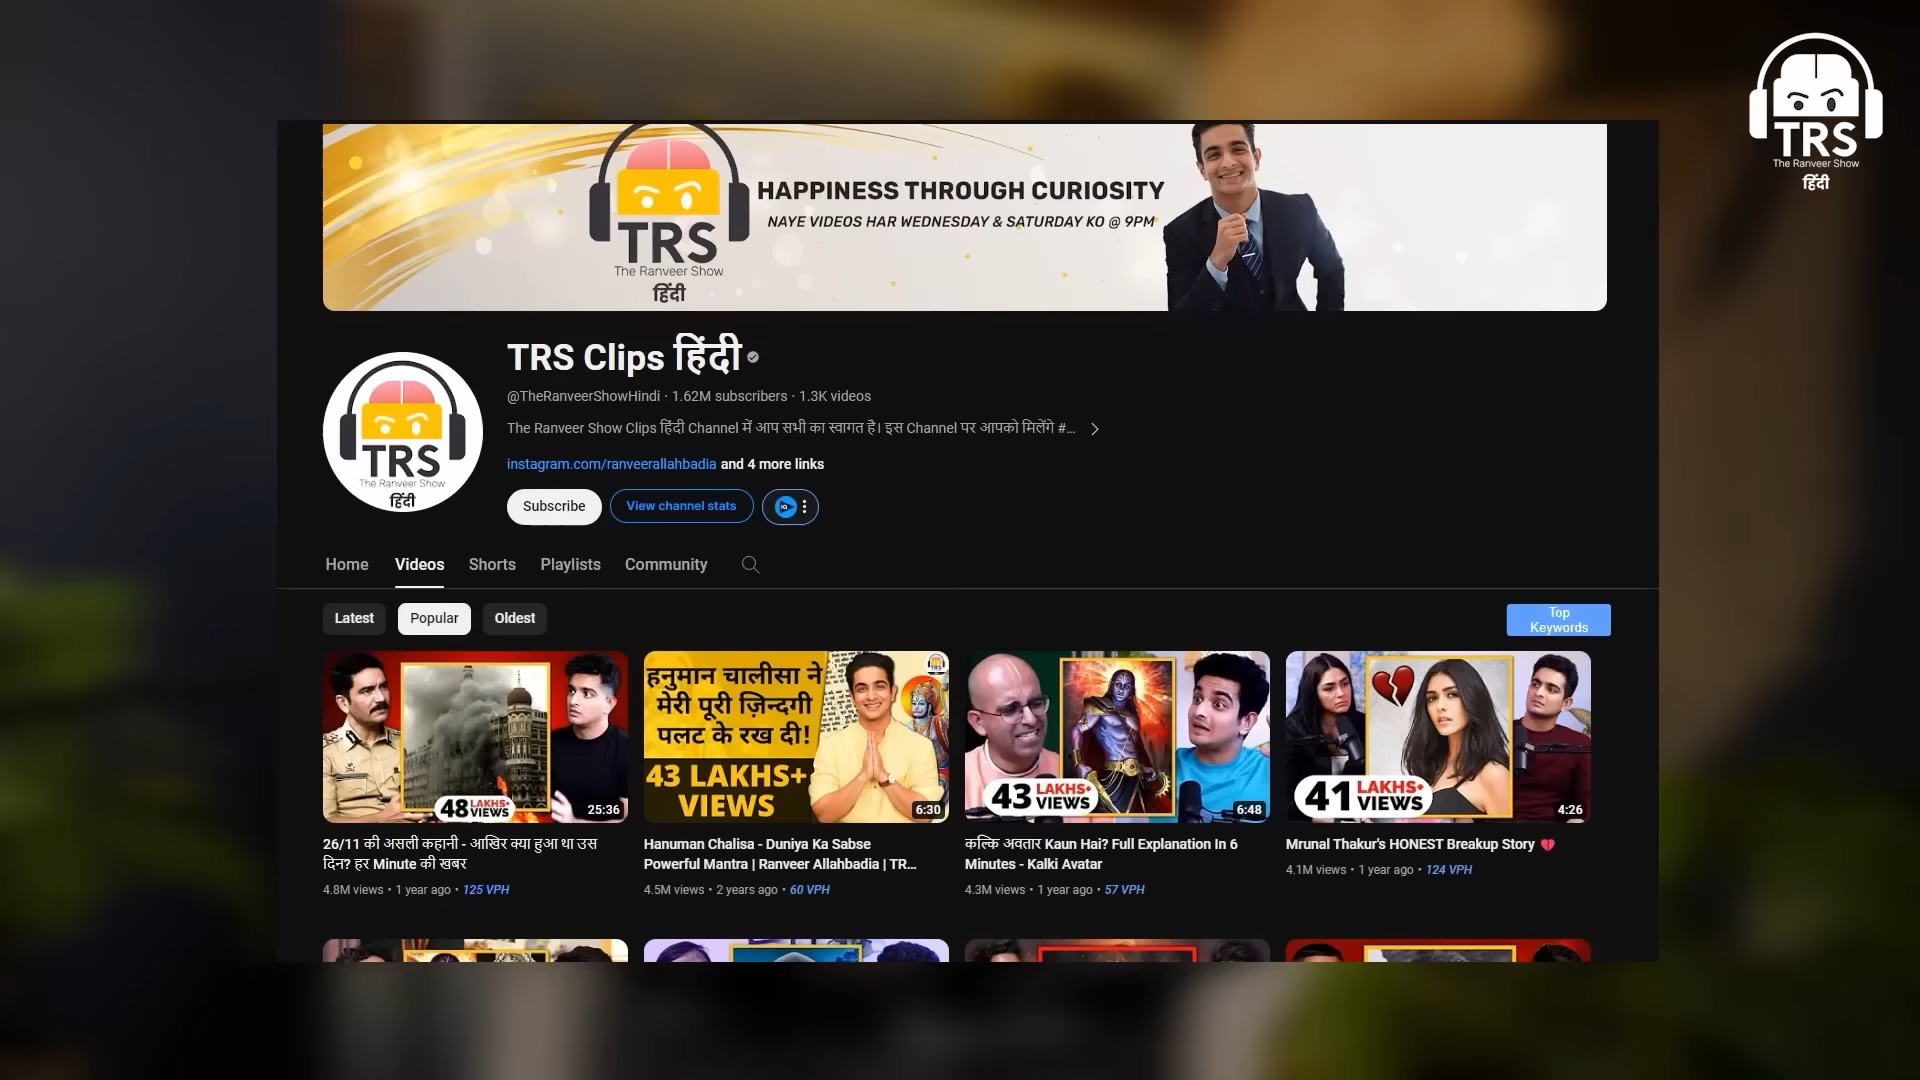 TRS
The Ranveer Show
हिंदी
TRS
The Ranveer Show
हिंदी
HAPPINESS THROUGH CURIOSITY
NAYE VIDEOS HAR WEDNESDAY & SATURDAY KO @ 9PM
TRS
The Ranveer Show
हिंदी
TRS Clips हिंदी
@TheRanveerShowHindi · 1.62M subscribers · 1.3K videos
The Ranveer Show Clips हिंदी Channel में आप सभी का स्वागत है। इस Channel पर आपको मिलेंगे #...
instagram.com/ranveerallahbadia and 4 more links
Subscribe
View channel stats
IQ
Home Videos Shorts Playlists Community
Latest Popular Oldest
Top
Keywords
48 LAKHS+
VIEWS
25:36
हनुमान चालीसा ने
मेरी पूरी ज़िन्दगी
पलट के रख दी!
43 LAKHS+
VIEWS
6:30
43 LAKHS+
VIEWS
6:48
41 LAKHS+
VIEWS
4:26
26/11 की असली कहानी - आखिर क्या हुआ था उस
दिन? हर Minute की खबर
4.8M views • 1 year ago • 125 VPH
Hanuman Chalisa - Duniya Ka Sabse
Powerful Mantra | Ranveer Allahbadia | TR...
4.5M views • 2 years ago • 60 VPH
कल्कि अवतार Kaun Hai? Full Explanation In 6
Minutes - Kalki Avatar
4.3M views • 1 year ago • 57 VPH
Mrunal Thakur's HONEST Breakup Story 💔
4.1M views • 1 year ago • 124 VPH